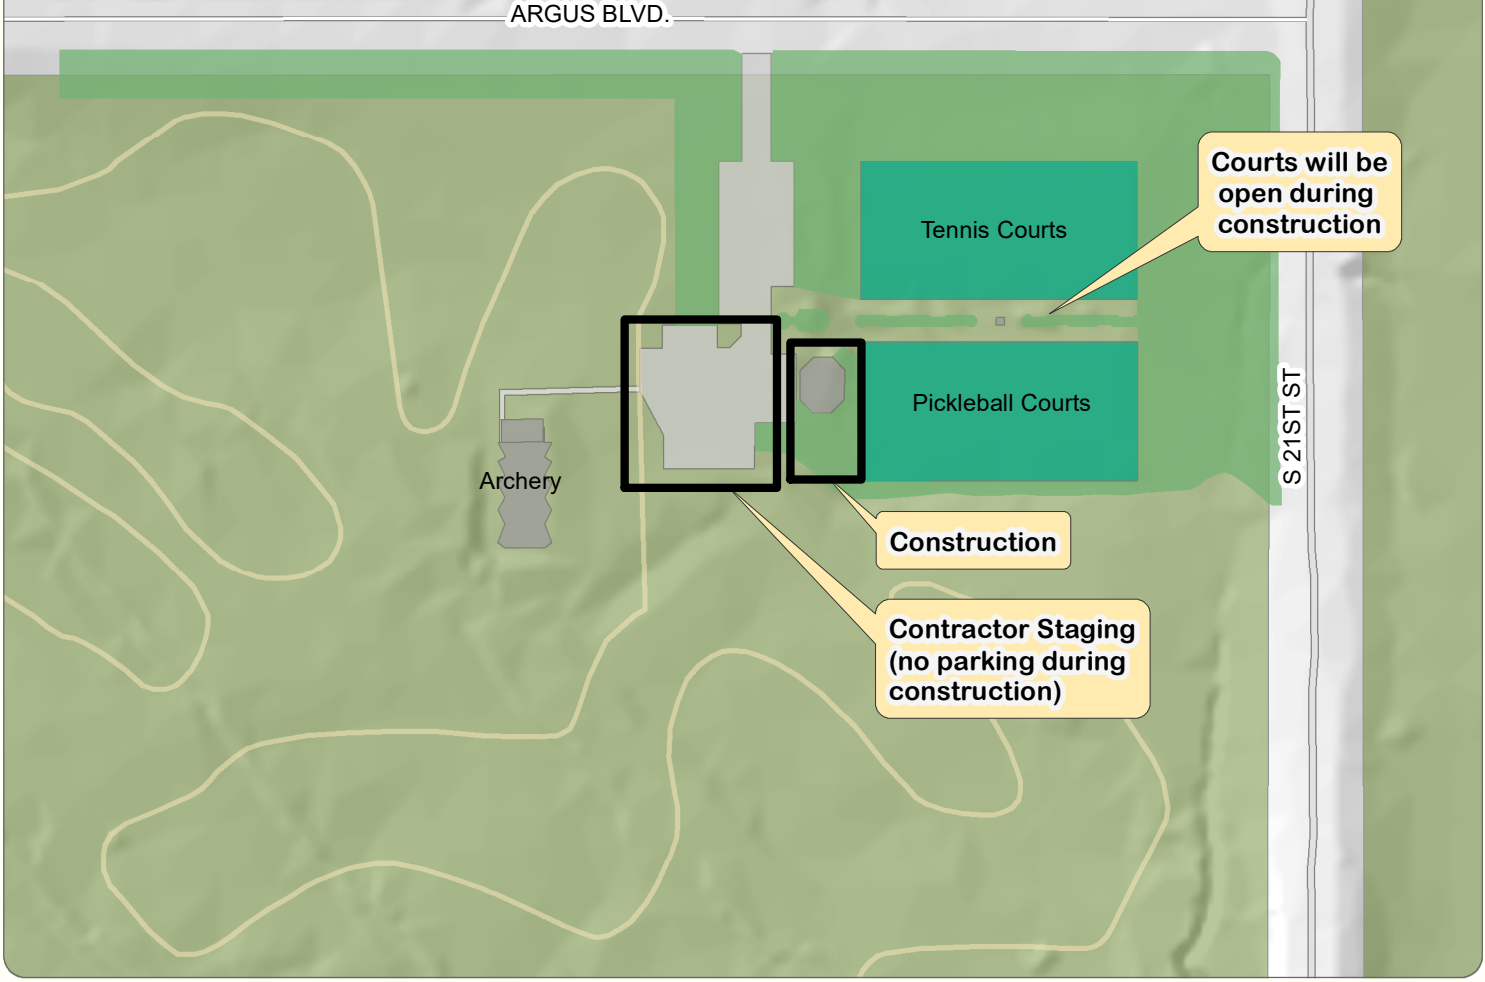 ARGUS BLVD.
Courts will be
open during
construction
Tennis Courts
Pickleball Courts
S 21ST ST
Archery
Construction
Contractor Staging
(no parking during
construction)